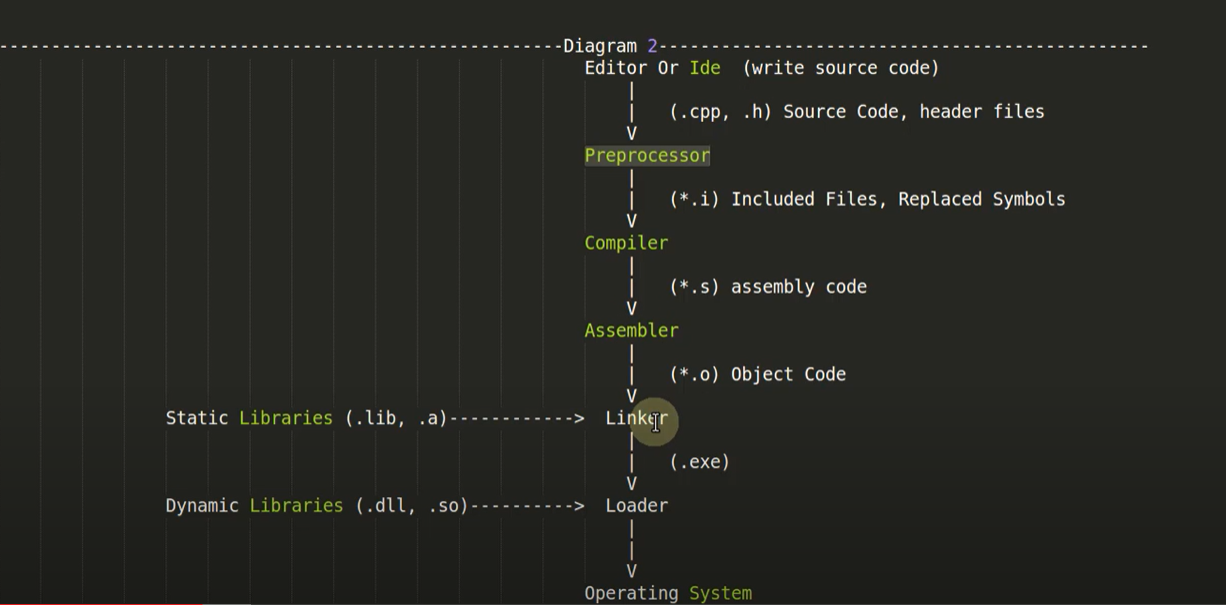 ------------------------------------------------------Diagram 2-----------------------------------------------
Editor Or Ide  (write source code)
|
|   (.cpp, .h) Source Code, header files
V
Preprocessor
|
|   (*.i) Included Files, Replaced Symbols
V
Compiler
|
|   (*.s) assembly code
V
Assembler
|
|   (*.o) Object Code
V
Static Libraries (.lib, .a)------------>  Linker
|
|   (.exe)
V
Dynamic Libraries (.dll, .so)---------->  Loader
|
|
V
Operating System